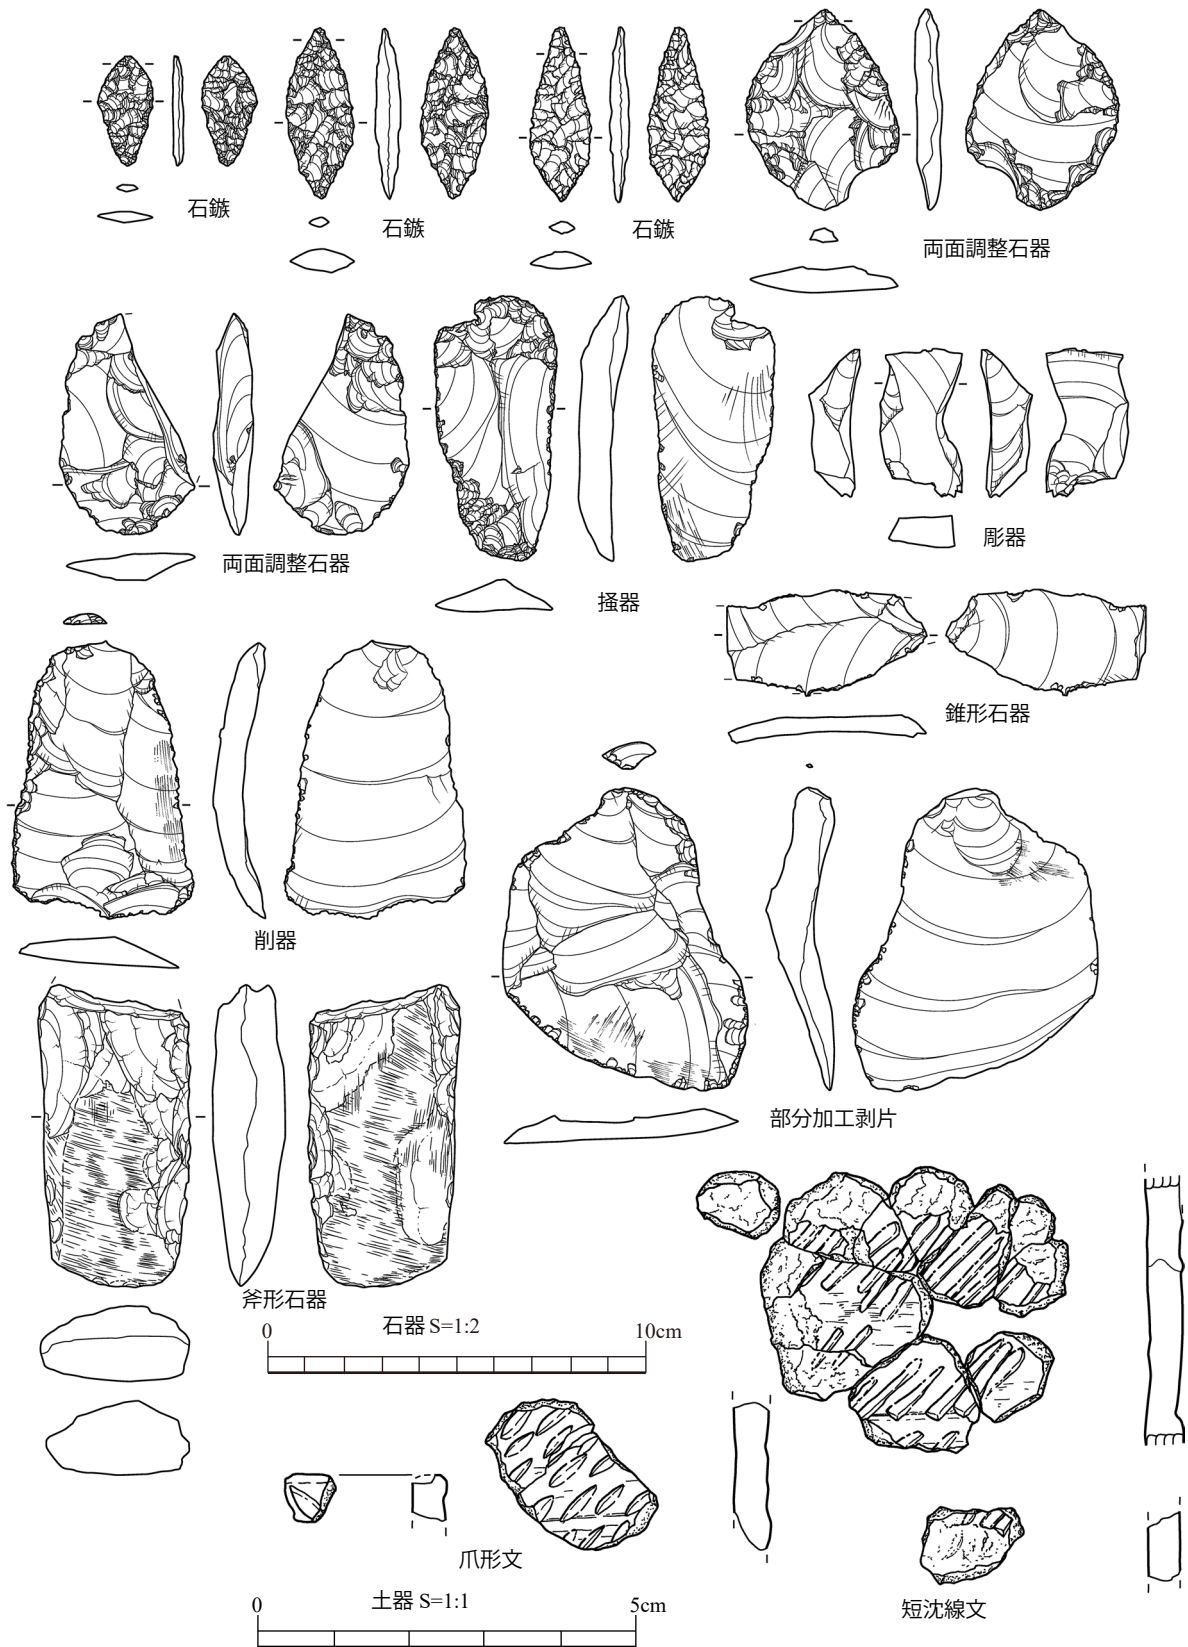 石鏃
石鏃
石鏃
両面調整石器
両面調整石器
掻器
彫器
錐形石器
削器
部分加工剥片
斧形石器
石器 S=1:2
0
10cm
爪形文
短沈線文
土器 S=1:1
0
5cm